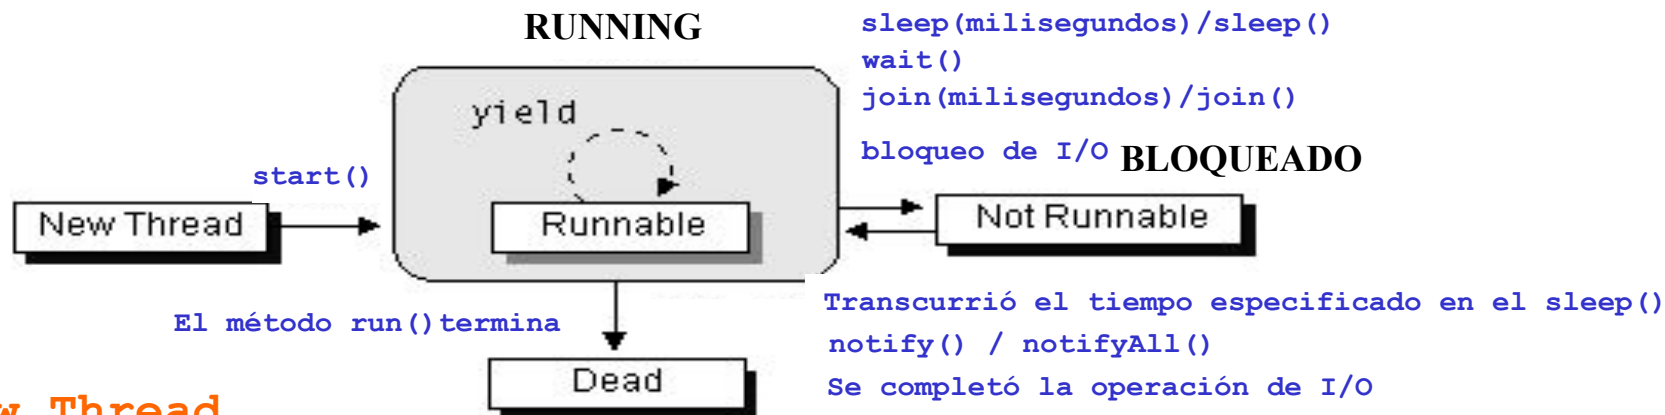 RUNNING
sleep(milisegundos)/sleep()
wait()
join(milisegundos)/join()
bloqueo de I/O
BLOQUEADO
yield
start()
New Thread
Runnable
Not Runnable
El método run()termina
Transcurrió el tiempo especificado en el sleep()
notify() / notifyAll()
Se completó la operación de I/O
Dead
w Thread